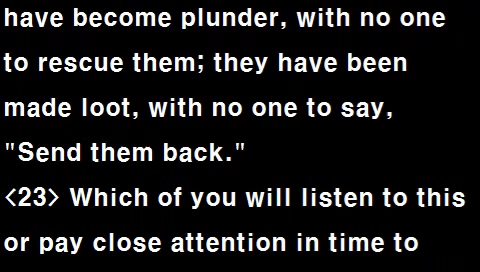 have become plunder, with no one
to rescue them; they have been
made loot, with no one to say,
"Send them back."
<23> Which of you will listen to this
or pay close attention in time to